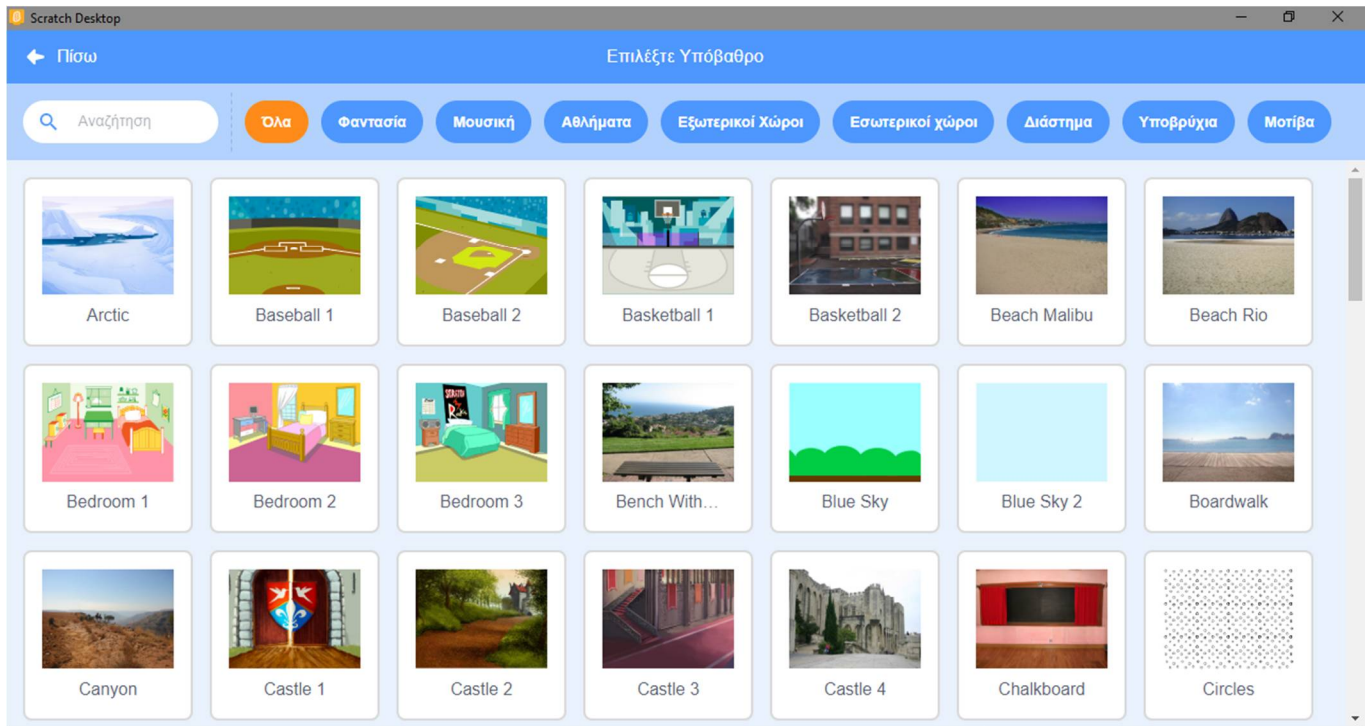 Scratch Desktop
Πίσω
Επιλέξτε Υπόβαθρο
Αναζήτηση
Όλα
Φαντασία
Μουσική
Αθλήματα
Εξωτερικοί Χώροι
Εσωτερικοί χώροι
Διάστημα
Υποβρύχια
Μοτίβα
Arctic
Baseball 1
Baseball 2
Basketball 1
Basketball 2
Beach Malibu
Beach Rio
Bedroom 1
Bedroom 2
Bedroom 3
Bench With...
Blue Sky
Blue Sky 2
Boardwalk
Canyon
Castle 1
Castle 2
Castle 3
Castle 4
Chalkboard
Circles